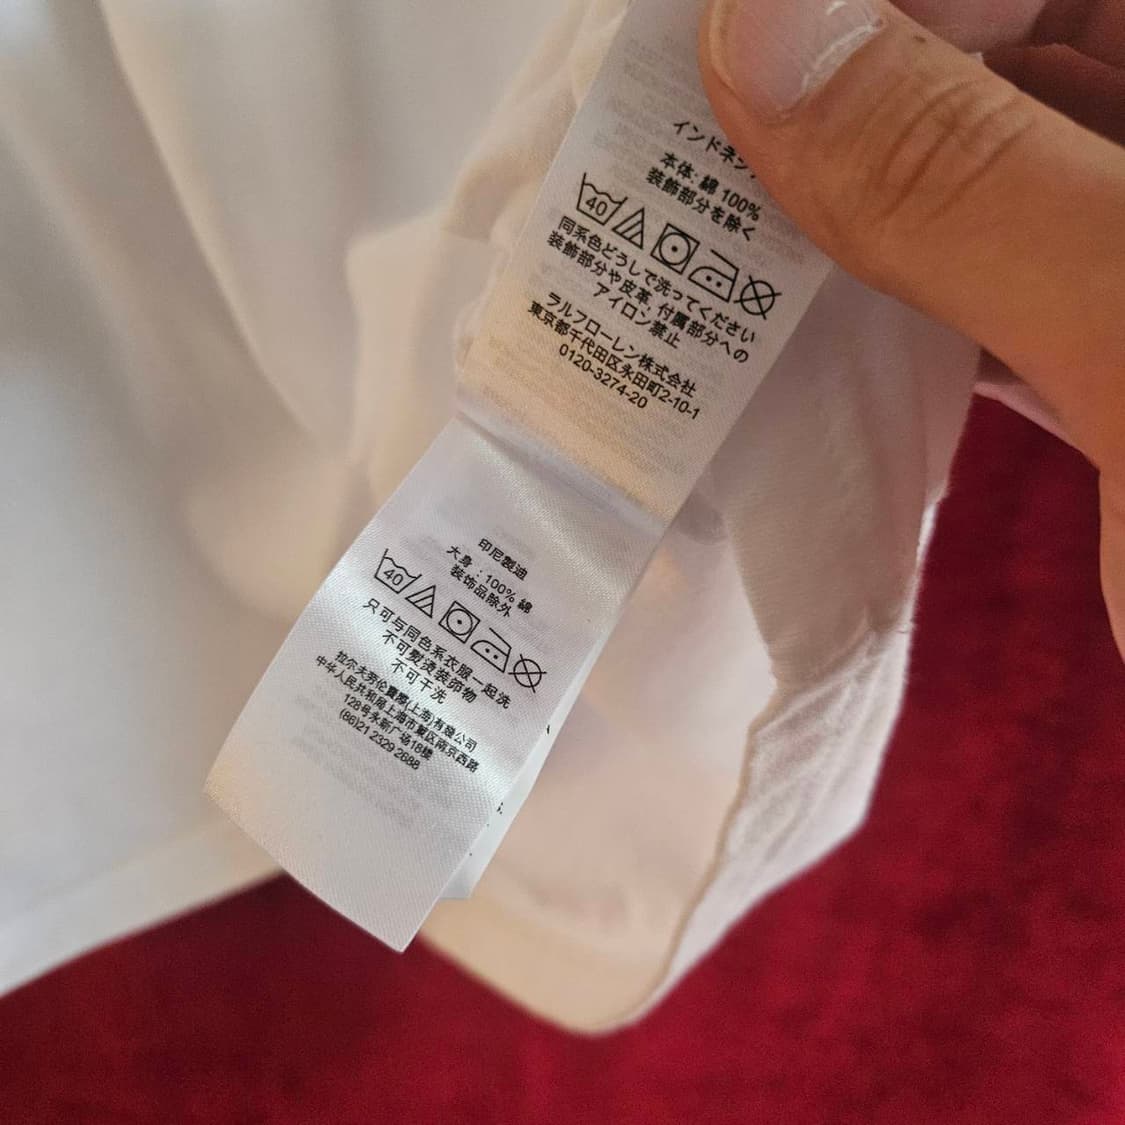 インドネシ
本体: 綿 100%
装飾部分を除く
40
同系色どうしで洗ってください
装飾部分や皮革, 付属部分への
アイロン禁止
ラルフローレン株式会社
東京都千代田区永田町2-10-1
0120-3274-20
印尼製造
大身 : 100% 綿
装饰品除外
40
只可与同色系衣服一起洗
不可熨烫装饰物
不可干洗
拉尔夫劳伦(上海)有限公司
中华人民共和国上海市南京西路
128号永新广场18楼
(86)21 2329 2688